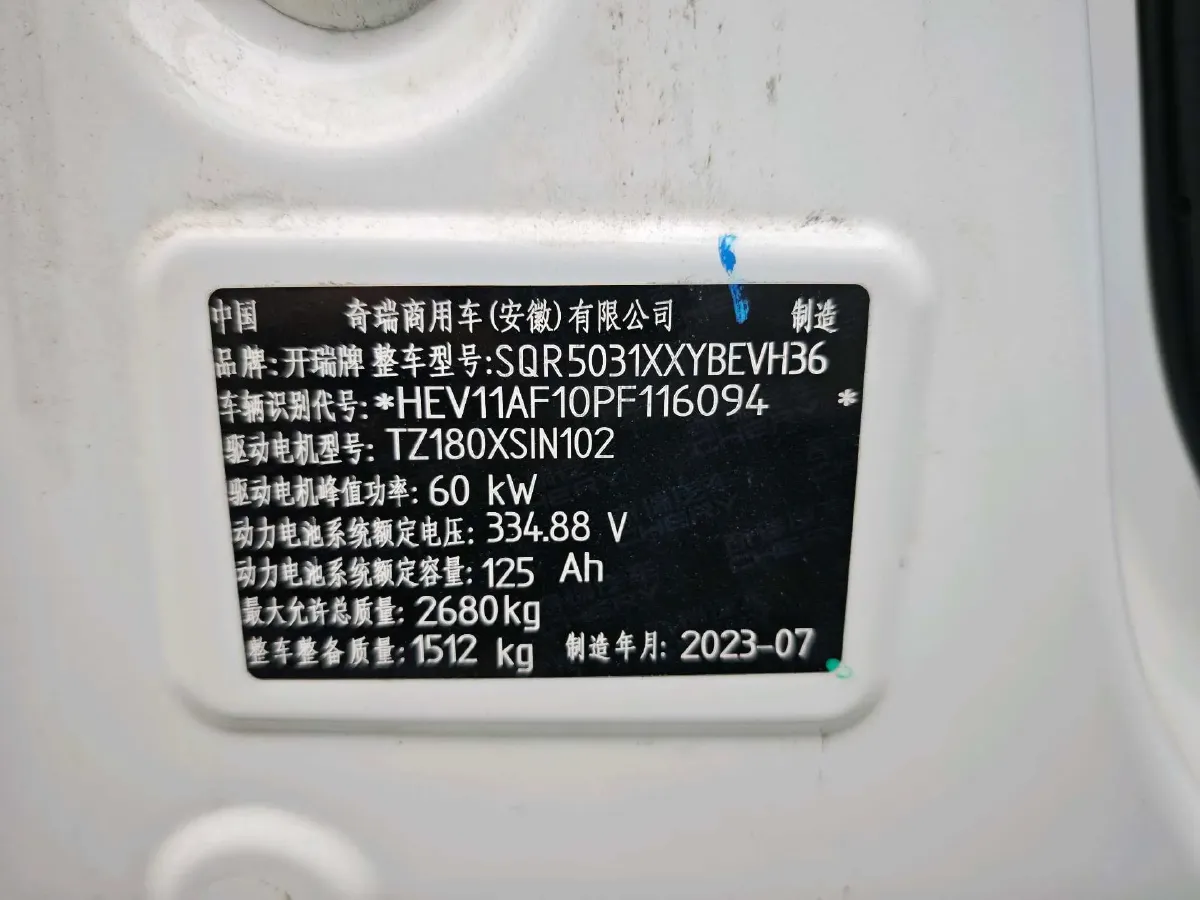 中国 奇瑞商用车(安徽)有限公司 制造
品牌:开瑞牌 整车型号:SQR5031XXYBEVH36
车辆识别代号:*HEV11AF10PF116094 *
驱动电机型号: TZ180XSIN102
驱动电机峰值功率: 60 kW
动力电池系统额定电压: 334.88 V
动力电池系统额定容量: 125 Ah
最大允许总质量: 2680kg
整车整备质量: 1512 kg 制造年月: 2023-07